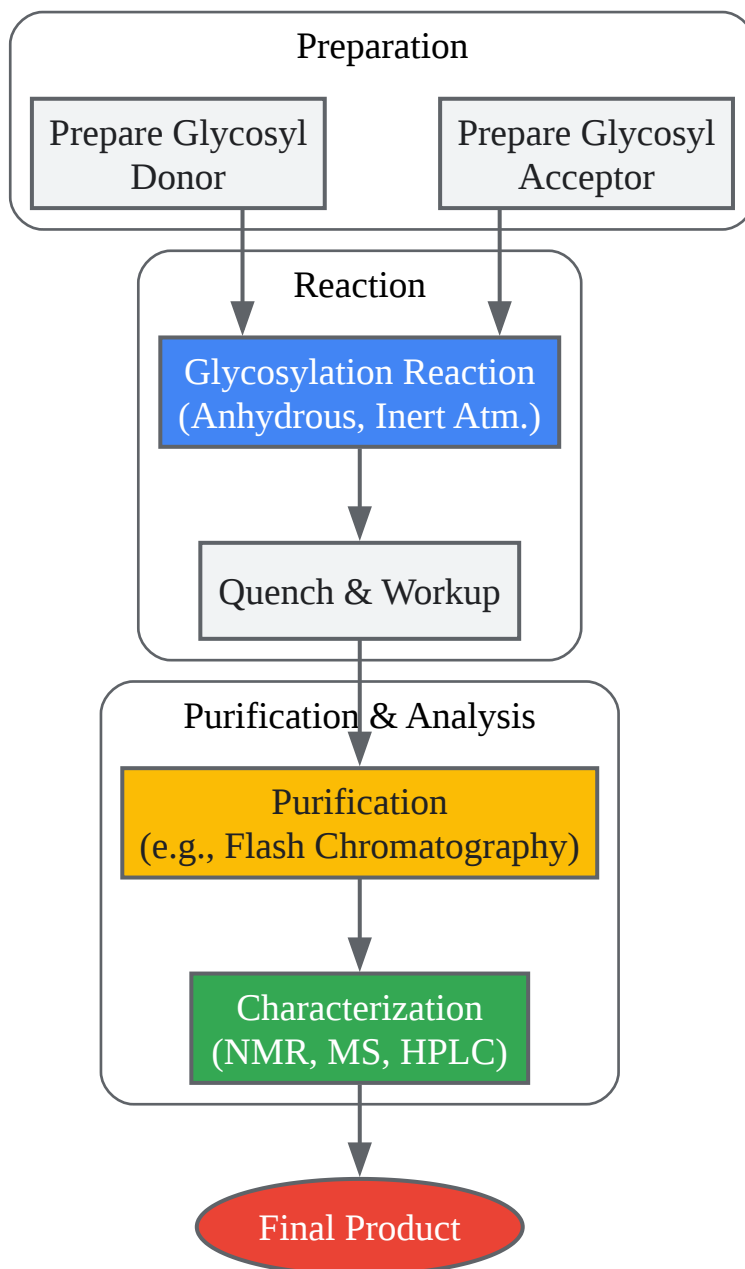 Preparation
Prepare Glycosyl
Donor
Prepare Glycosyl
Acceptor
Reaction
Glycosylation Reaction
(Anhydrous, Inert Atm.)
Quench & Workup
Purification & Analysis
Purification
(e.g., Flash Chromatography)
Characterization
(NMR, MS, HPLC)
Final Product